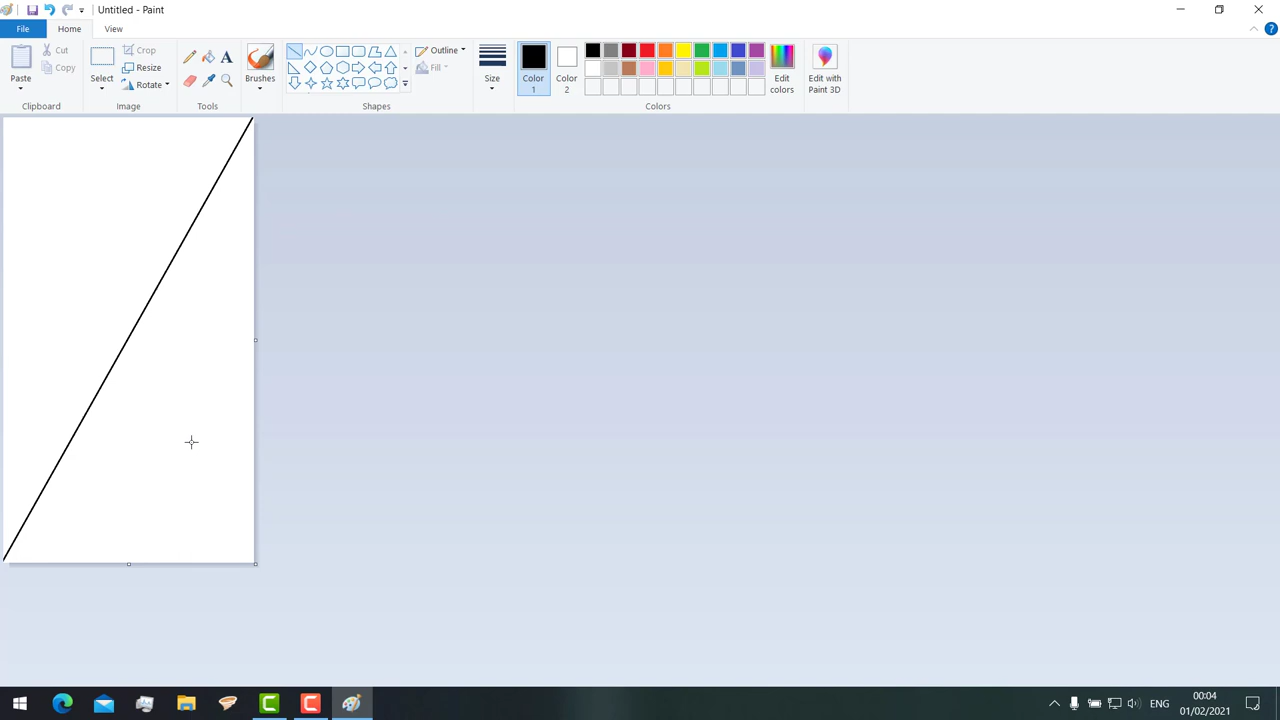 Untitled - Paint
File Home View
Paste
Cut
Copy
Clipboard
Select
Crop
Resize
Rotate
Image
A
Tools
Brushes
Shapes
Outline
Fill
Size
Color
1
Color
2
Colors
Edit
colors
Edit with
Paint 3D
?
ENG
00:04
01/02/2021